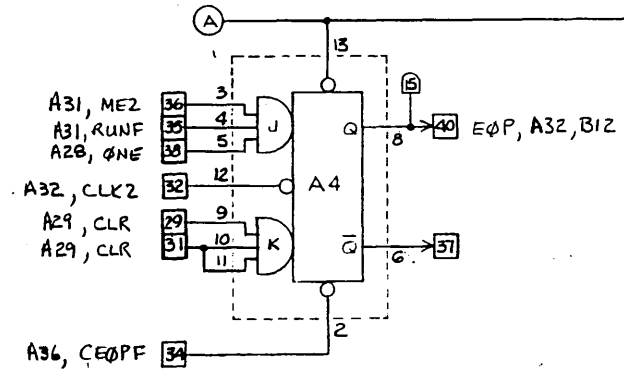 A
13
15
A31, ME2 36 3
A31, RUNF 35 4 J Q 8 40 EØP, A32, B12
A28, ØNE 38 5
A4
A32, CLK2 32 12
A29, CLR 29 9
A29, CLR 31 10 K Q̅ 6 37
11
2
A36, CEØPF 34